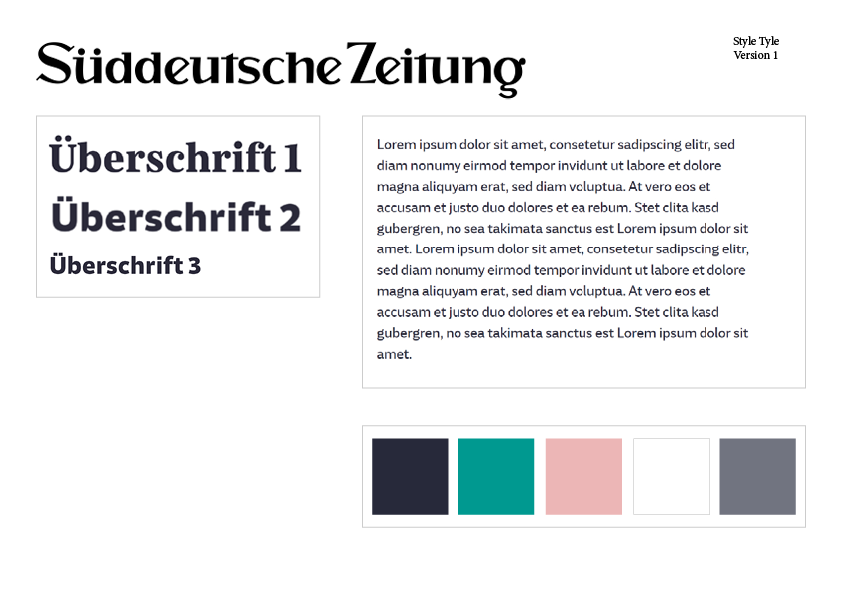 Süddeutsche Zeitung
Style Tyle
Version 1
Überschrift 1
Überschrift 2
Überschrift 3
Lorem ipsum dolor sit amet, consetetur sadipscing elitr, sed
diam nonumy eirmod tempor invidunt ut labore et dolore
magna aliquyam erat, sed diam voluptua. At vero eos et
accusam et justo duo dolores et ea rebum. Stet clita kasd
gubergren, no sea takimata sanctus est Lorem ipsum dolor sit
amet. Lorem ipsum dolor sit amet, consetetur sadipscing elitr,
sed diam nonumy eirmod tempor invidunt ut labore et dolore
magna aliquyam erat, sed diam voluptua. At vero eos et
accusam et justo duo dolores et ea rebum. Stet clita kasd
gubergren, no sea takimata sanctus est Lorem ipsum dolor sit
amet.